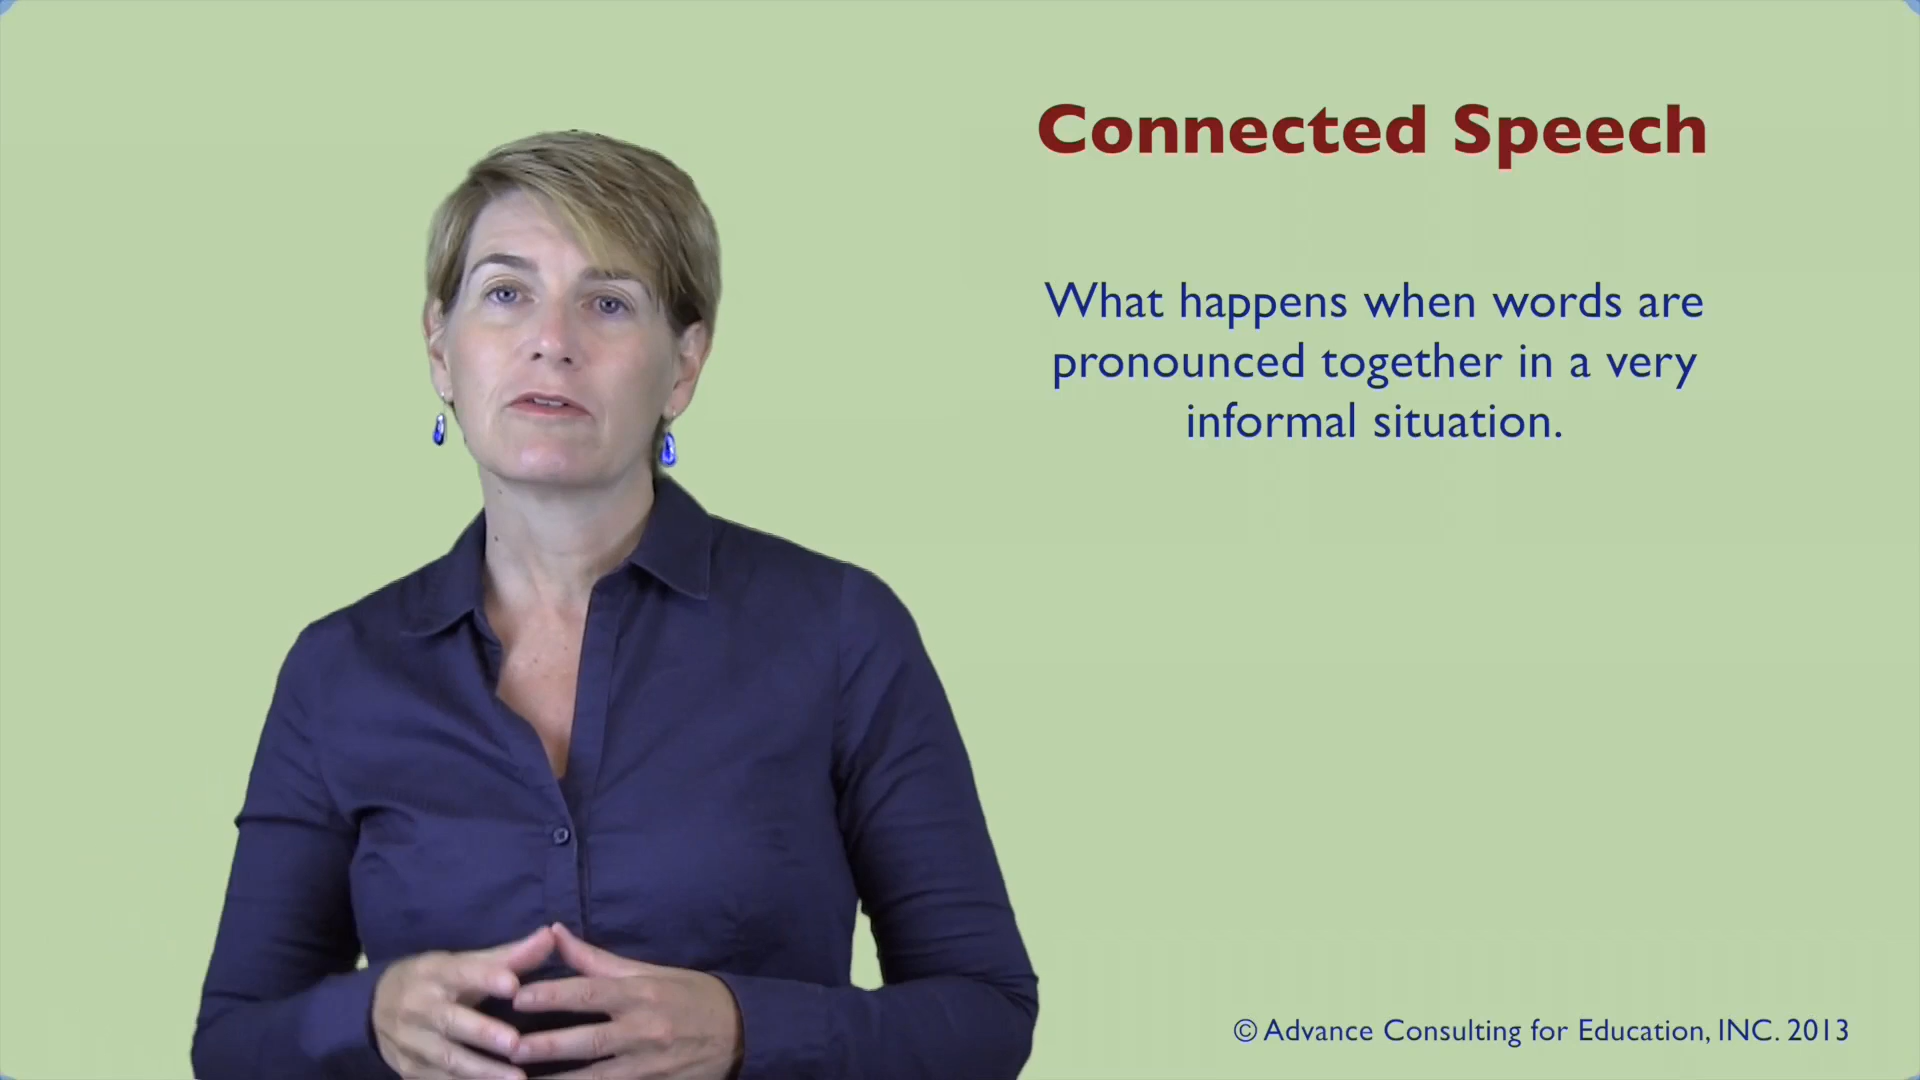 Connected Speech
What happens when words are
pronounced together in a very
informal situation.
© Advance Consulting for Education, INC. 2013